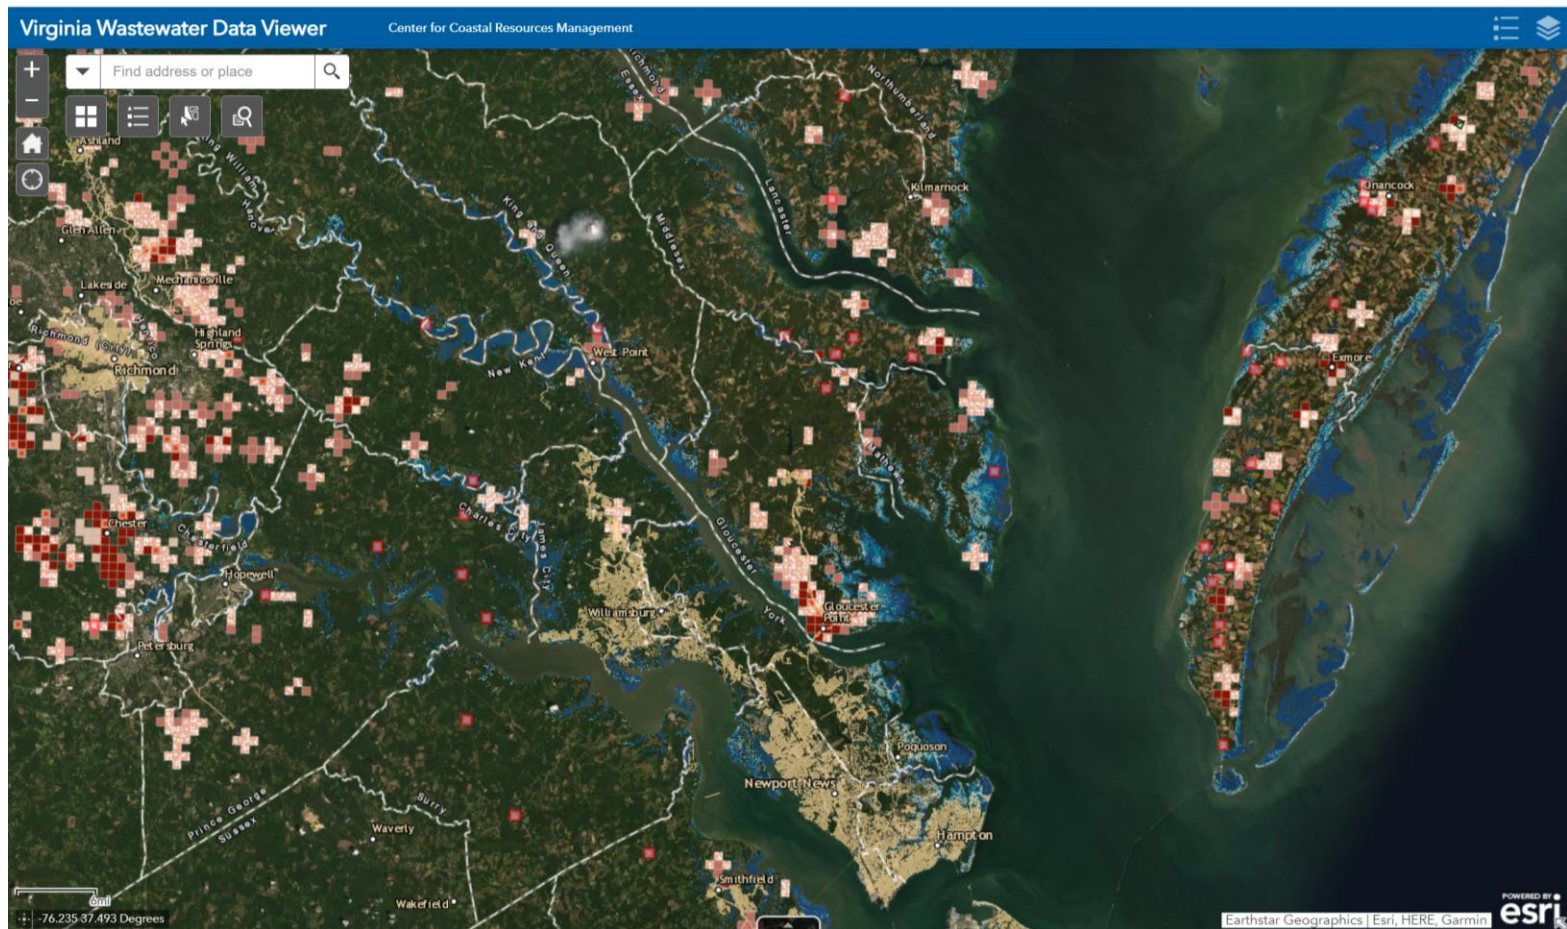 Virginia Wastewater Data Viewer
Center for Coastal Resources Management
+
Find address or place
−
Richmond
Essex
Northumberland
Ashland
King William
Hanover
Lancaster
Kilmarnock
Onancock
Glen Allen
King and Queen
Middlesex
Lakeside
Mechanicsville
Henrico
Richmond (City)
Highland
Springs
Richmond
New Kent
West Point
Exmore
Mathews
Chester
Chesterfield
Charles City
James City
Gloucester
Hopewell
Williamsburg
York
Gloucester
Point
Petersburg
Poquoson
Newport News
Prince George
Sussex
Surry
Waverly
Hampton
Smithfield
Wakefield
6mi
-76.235 37.493 Degrees
Earthstar Geographics | Esri, HERE, Garmin
POWERED BY
esri